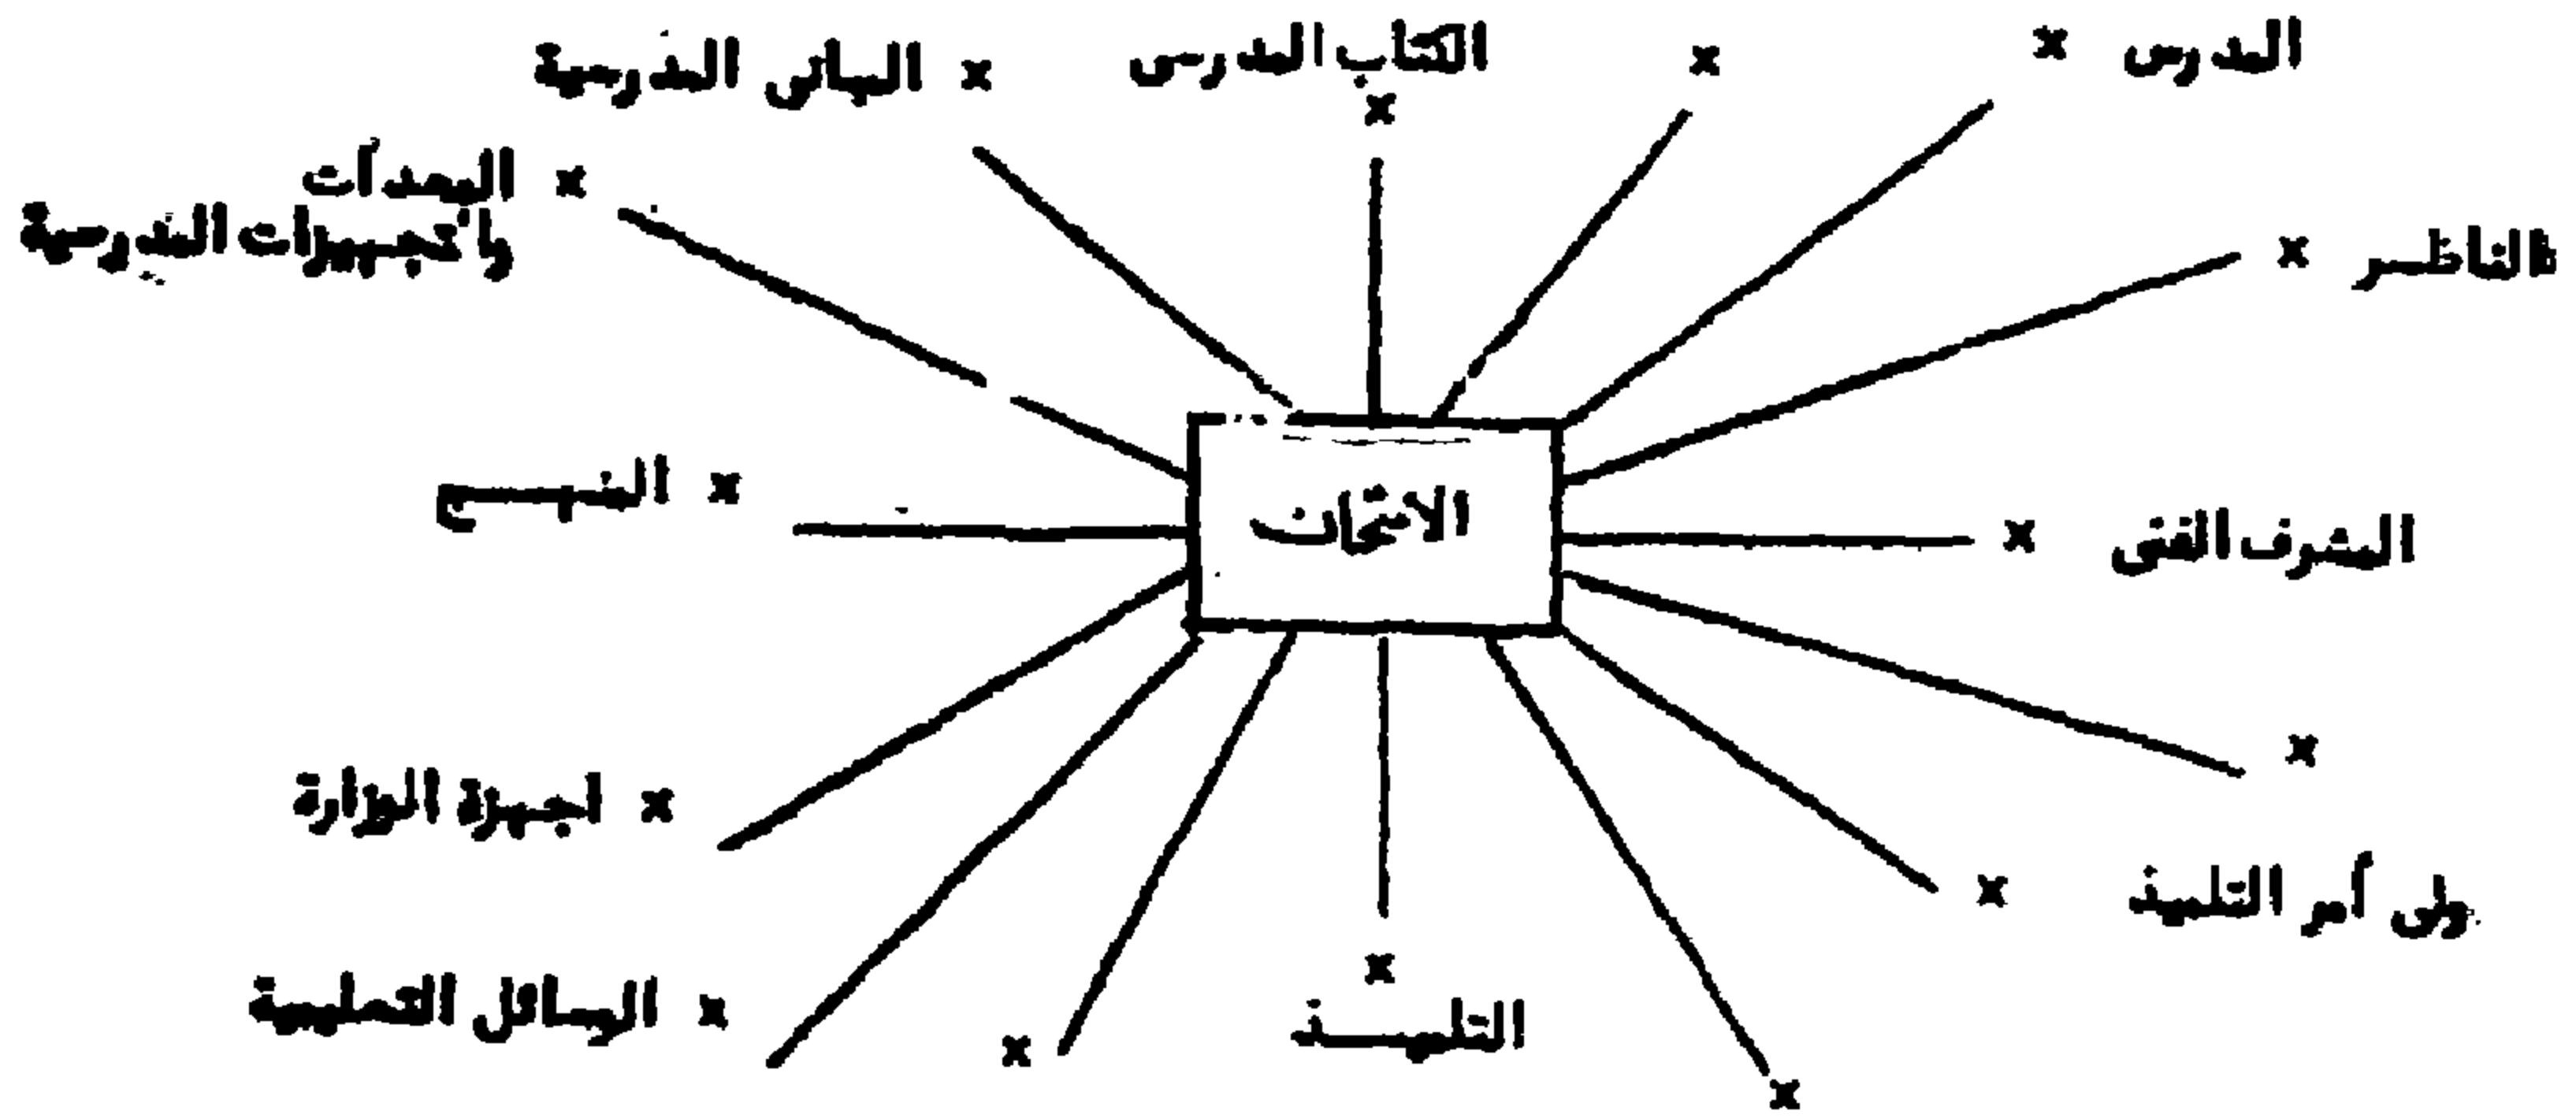 المدرس ×
×
الكتاب المدرسى
×
× المبانى المدرسية
× المعدات
والتجهيزات المدرسية
الناظر ×
× المنهج
الامتحان
المشرف الفنى ×
×
× اجهزة الوزارة
ولى أمر التلميذ ×
× الوسائل التعليمية
×
×
التلميذ
×